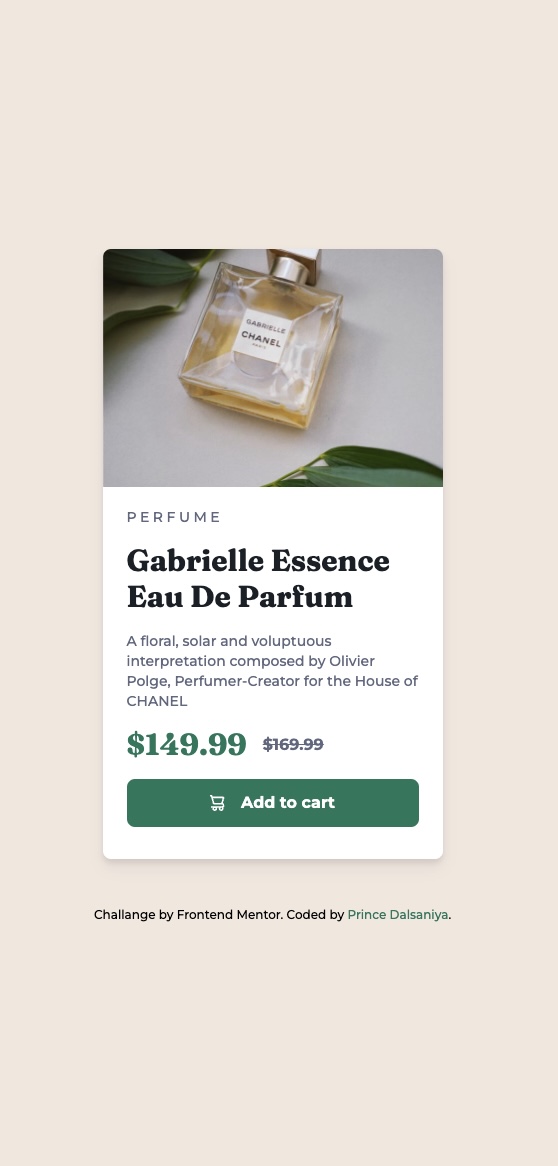 GABRIELLE
CHANEL
PARIS
PERFUME
Gabrielle Essence
Eau De Parfum
A floral, solar and voluptuous
interpretation composed by Olivier
Polge, Perfumer-Creator for the House of
CHANEL
$149.99 $169.99
Add to cart
Challange by Frontend Mentor. Coded by Prince Dalsaniya.